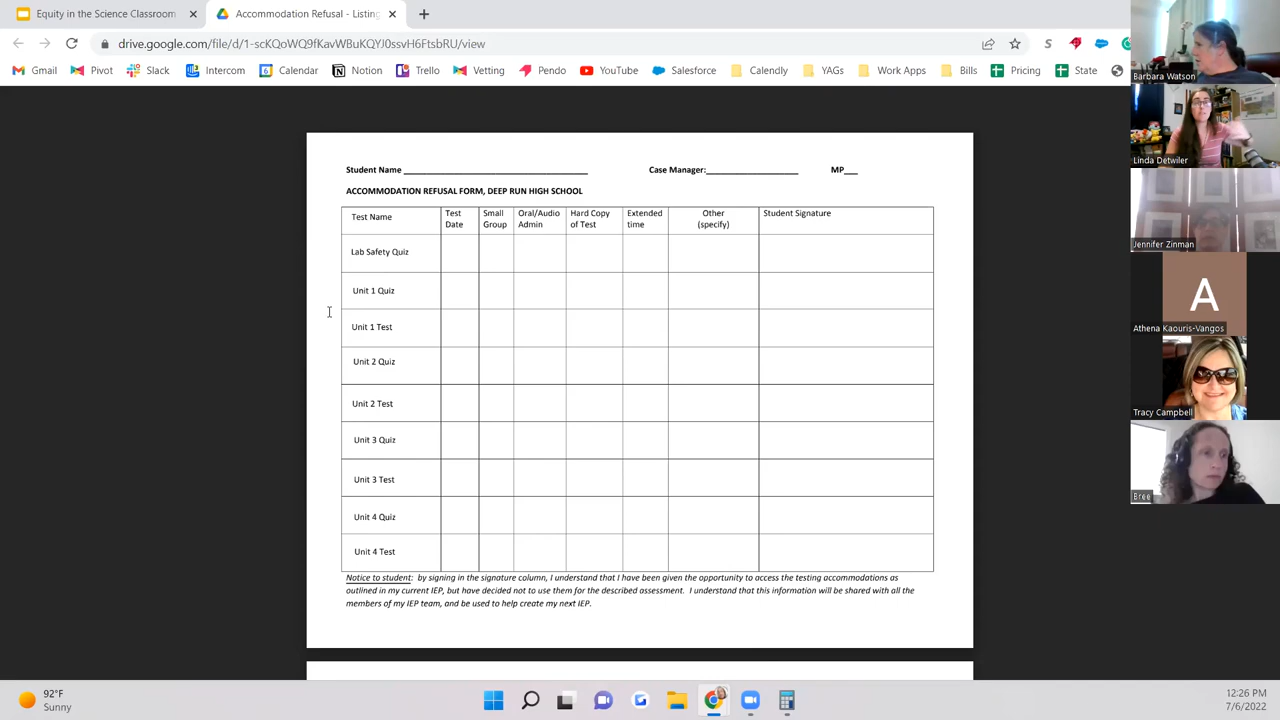 Equity in the Science Classroom
Accommodation Refusal - Listing
drive.google.com/file/d/1-scKQoWQ9fKavWBuKQYJ0srH6FtsbRU/view
Gmail Pivot Slack Intercom Calendar Notion Trello Vetting Pendo YouTube Salesforce Calendly YAGs Work Apps Bills Pricing State
Student Name ____ Case Manager:____ MP___
ACCOMMODATION REFUSAL FORM, DEEP RUN HIGH SCHOOL
Test Name Test Date Small Group Oral/Audio Admin Hard Copy of Test Extended time Other (specify) Student Signature
Lab Safety Quiz
Unit 1 Quiz
Unit 1 Test
Unit 2 Quiz
Unit 2 Test
Unit 3 Quiz
Unit 3 Test
Unit 4 Quiz
Unit 4 Test
Notice to student: by signing in the signature column, I understand that I have been given the opportunity to access the testing accommodations as
outlined in my current IEP, but have decided not to use them for the described assessment. I understand that this information will be shared with all the
members of my IEP team, and be used to help create my next IEP.
Barbara Watson
Linda Detwiler
Jennifer Zinman
A
Athena Kaouris-Vangos
Tracy Campbell
Bree
92°F
Sunny
12:26 PM
7/6/2022